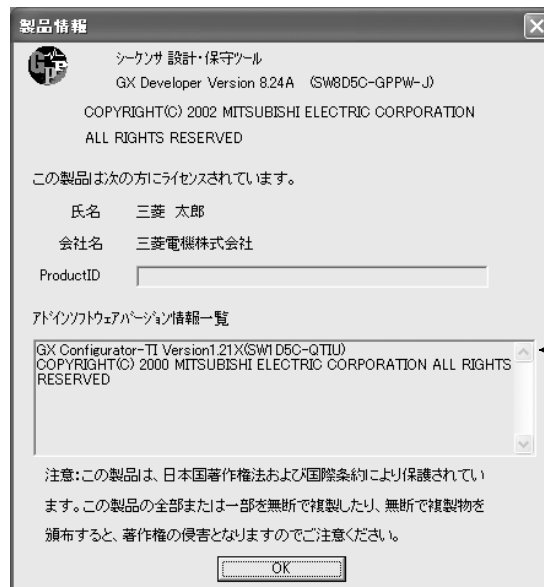 製品情報
GPP
シーケンサ 設計・保守ツール
GX Developer Version 8.24A (SW8D5C-GPPW-J)
COPYRIGHT(C) 2002 MITSUBISHI ELECTRIC CORPORATION
ALL RIGHTS RESERVED
この製品は次の方にライセンスされています。
氏名 三菱 太郎
会社名 三菱電機株式会社
ProductID
アドインソフトウェアバージョン情報一覧
GX Configurator-TI Version1.21X(SW1D5C-QTIU)
COPYRIGHT(C) 2000 MITSUBISHI ELECTRIC CORPORATION ALL RIGHTS
RESERVED
注意:この製品は、日本国著作権法および国際条約により保護されてい
ます。この製品の全部または一部を無断で複製したり、無断で複製物を
頒布すると、著作権の侵害となりますのでご注意ください。
OK